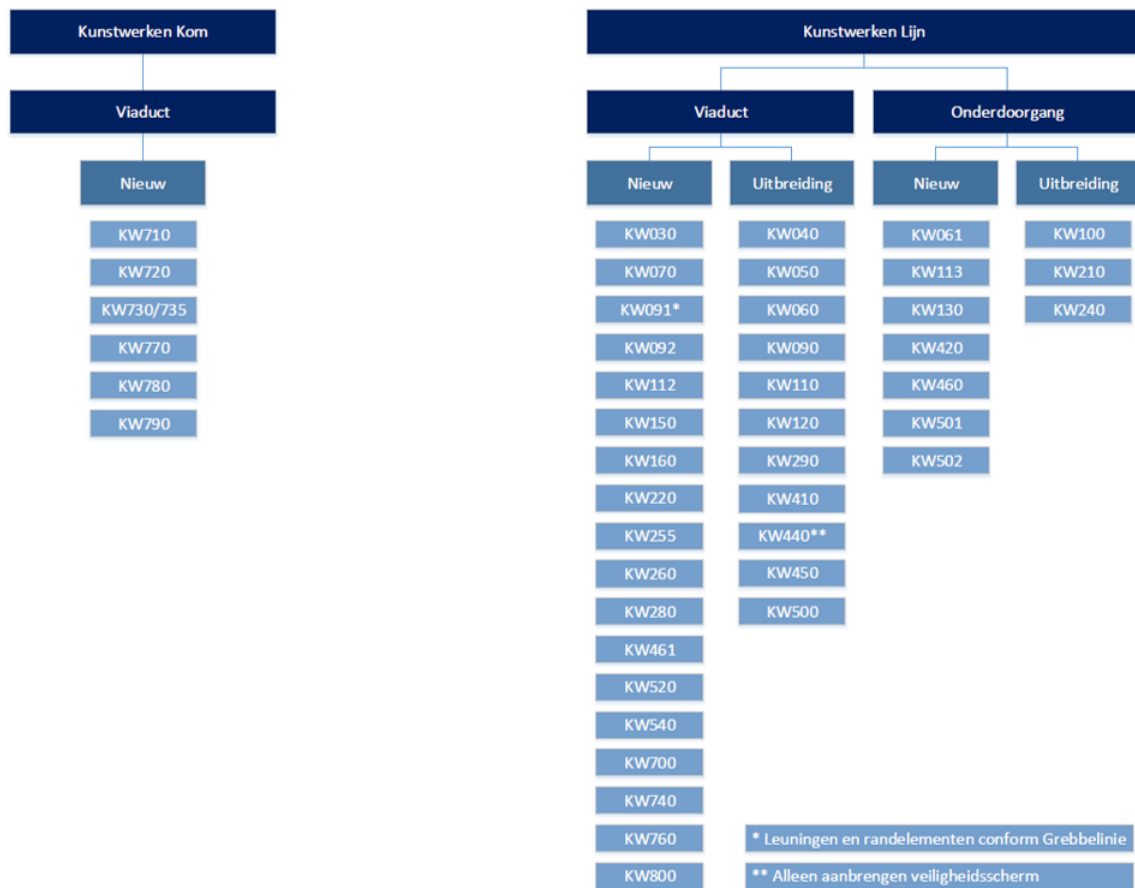 Kunstwerken Kom
Viaduct
Nieuw
KW710
KW720
KW730/735
KW770
KW780
KW790
Kunstwerken Lijn
Viaduct
Nieuw
KW030
KW070
KW091*
KW092
KW112
KW150
KW160
KW220
KW255
KW260
KW280
KW461
KW520
KW540
KW700
KW740
KW760
KW800
Uitbreiding
KW040
KW050
KW060
KW090
KW110
KW120
KW290
KW410
KW440**
KW450
KW500
Onderdoorgang
Nieuw
KW061
KW113
KW130
KW420
KW460
KW501
KW502
Uitbreiding
KW100
KW210
KW240
* Leuningen en randelementen conform Grebbelinie
** Alleen aanbrengen veiligheidsscherm